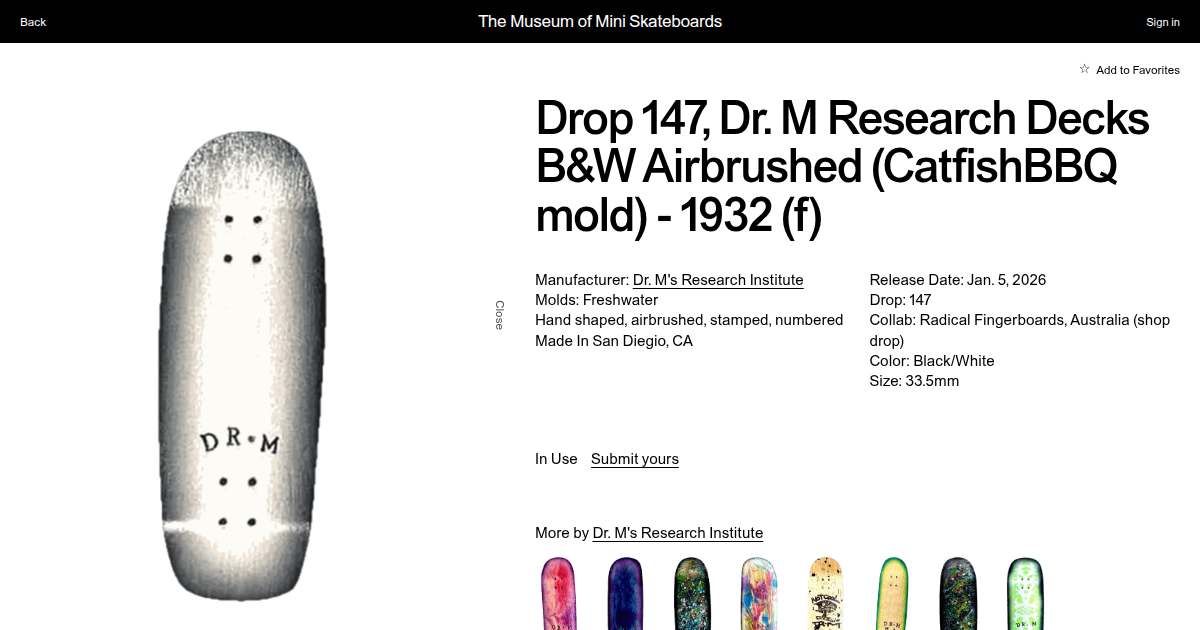 Back
The Museum of Mini Skateboards
Sign in
☆ Add to Favorites
Drop 147, Dr. M Research Decks
B&W Airbrushed (CatfishBBQ
mold) - 1932 (f)
Manufacturer: Dr. M's Research Institute
Molds: Freshwater
Hand shaped, airbrushed, stamped, numbered
Made In San Diegio, CA
Release Date: Jan. 5, 2026
Drop: 147
Collab: Radical Fingerboards, Australia (shop
drop)
Color: Black/White
Size: 33.5mm
Close
DR•M
In Use Submit yours
More by Dr. M's Research Institute